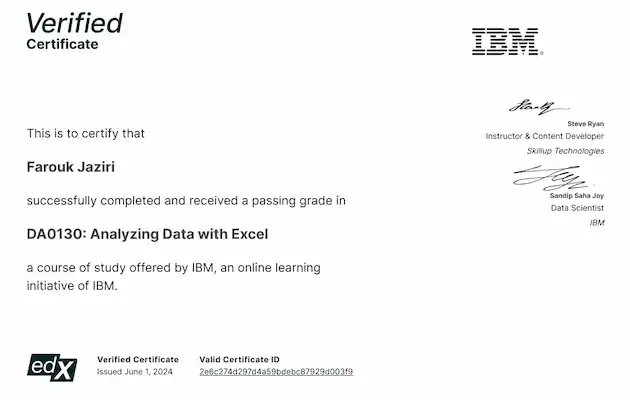 Verified
Certificate
IBM
This is to certify that
Farouk Jaziri
successfully completed and received a passing grade in
DA0130: Analyzing Data with Excel
a course of study offered by IBM, an online learning
initiative of IBM.
Steve Ryan
Instructor & Content Developer
Skillup Technologies
Sandip Saha Joy
Data Scientist
IBM
edX
Verified Certificate
Issued June 1, 2024
Valid Certificate ID
2e6c274d297d4a59bdebc87929d003f9